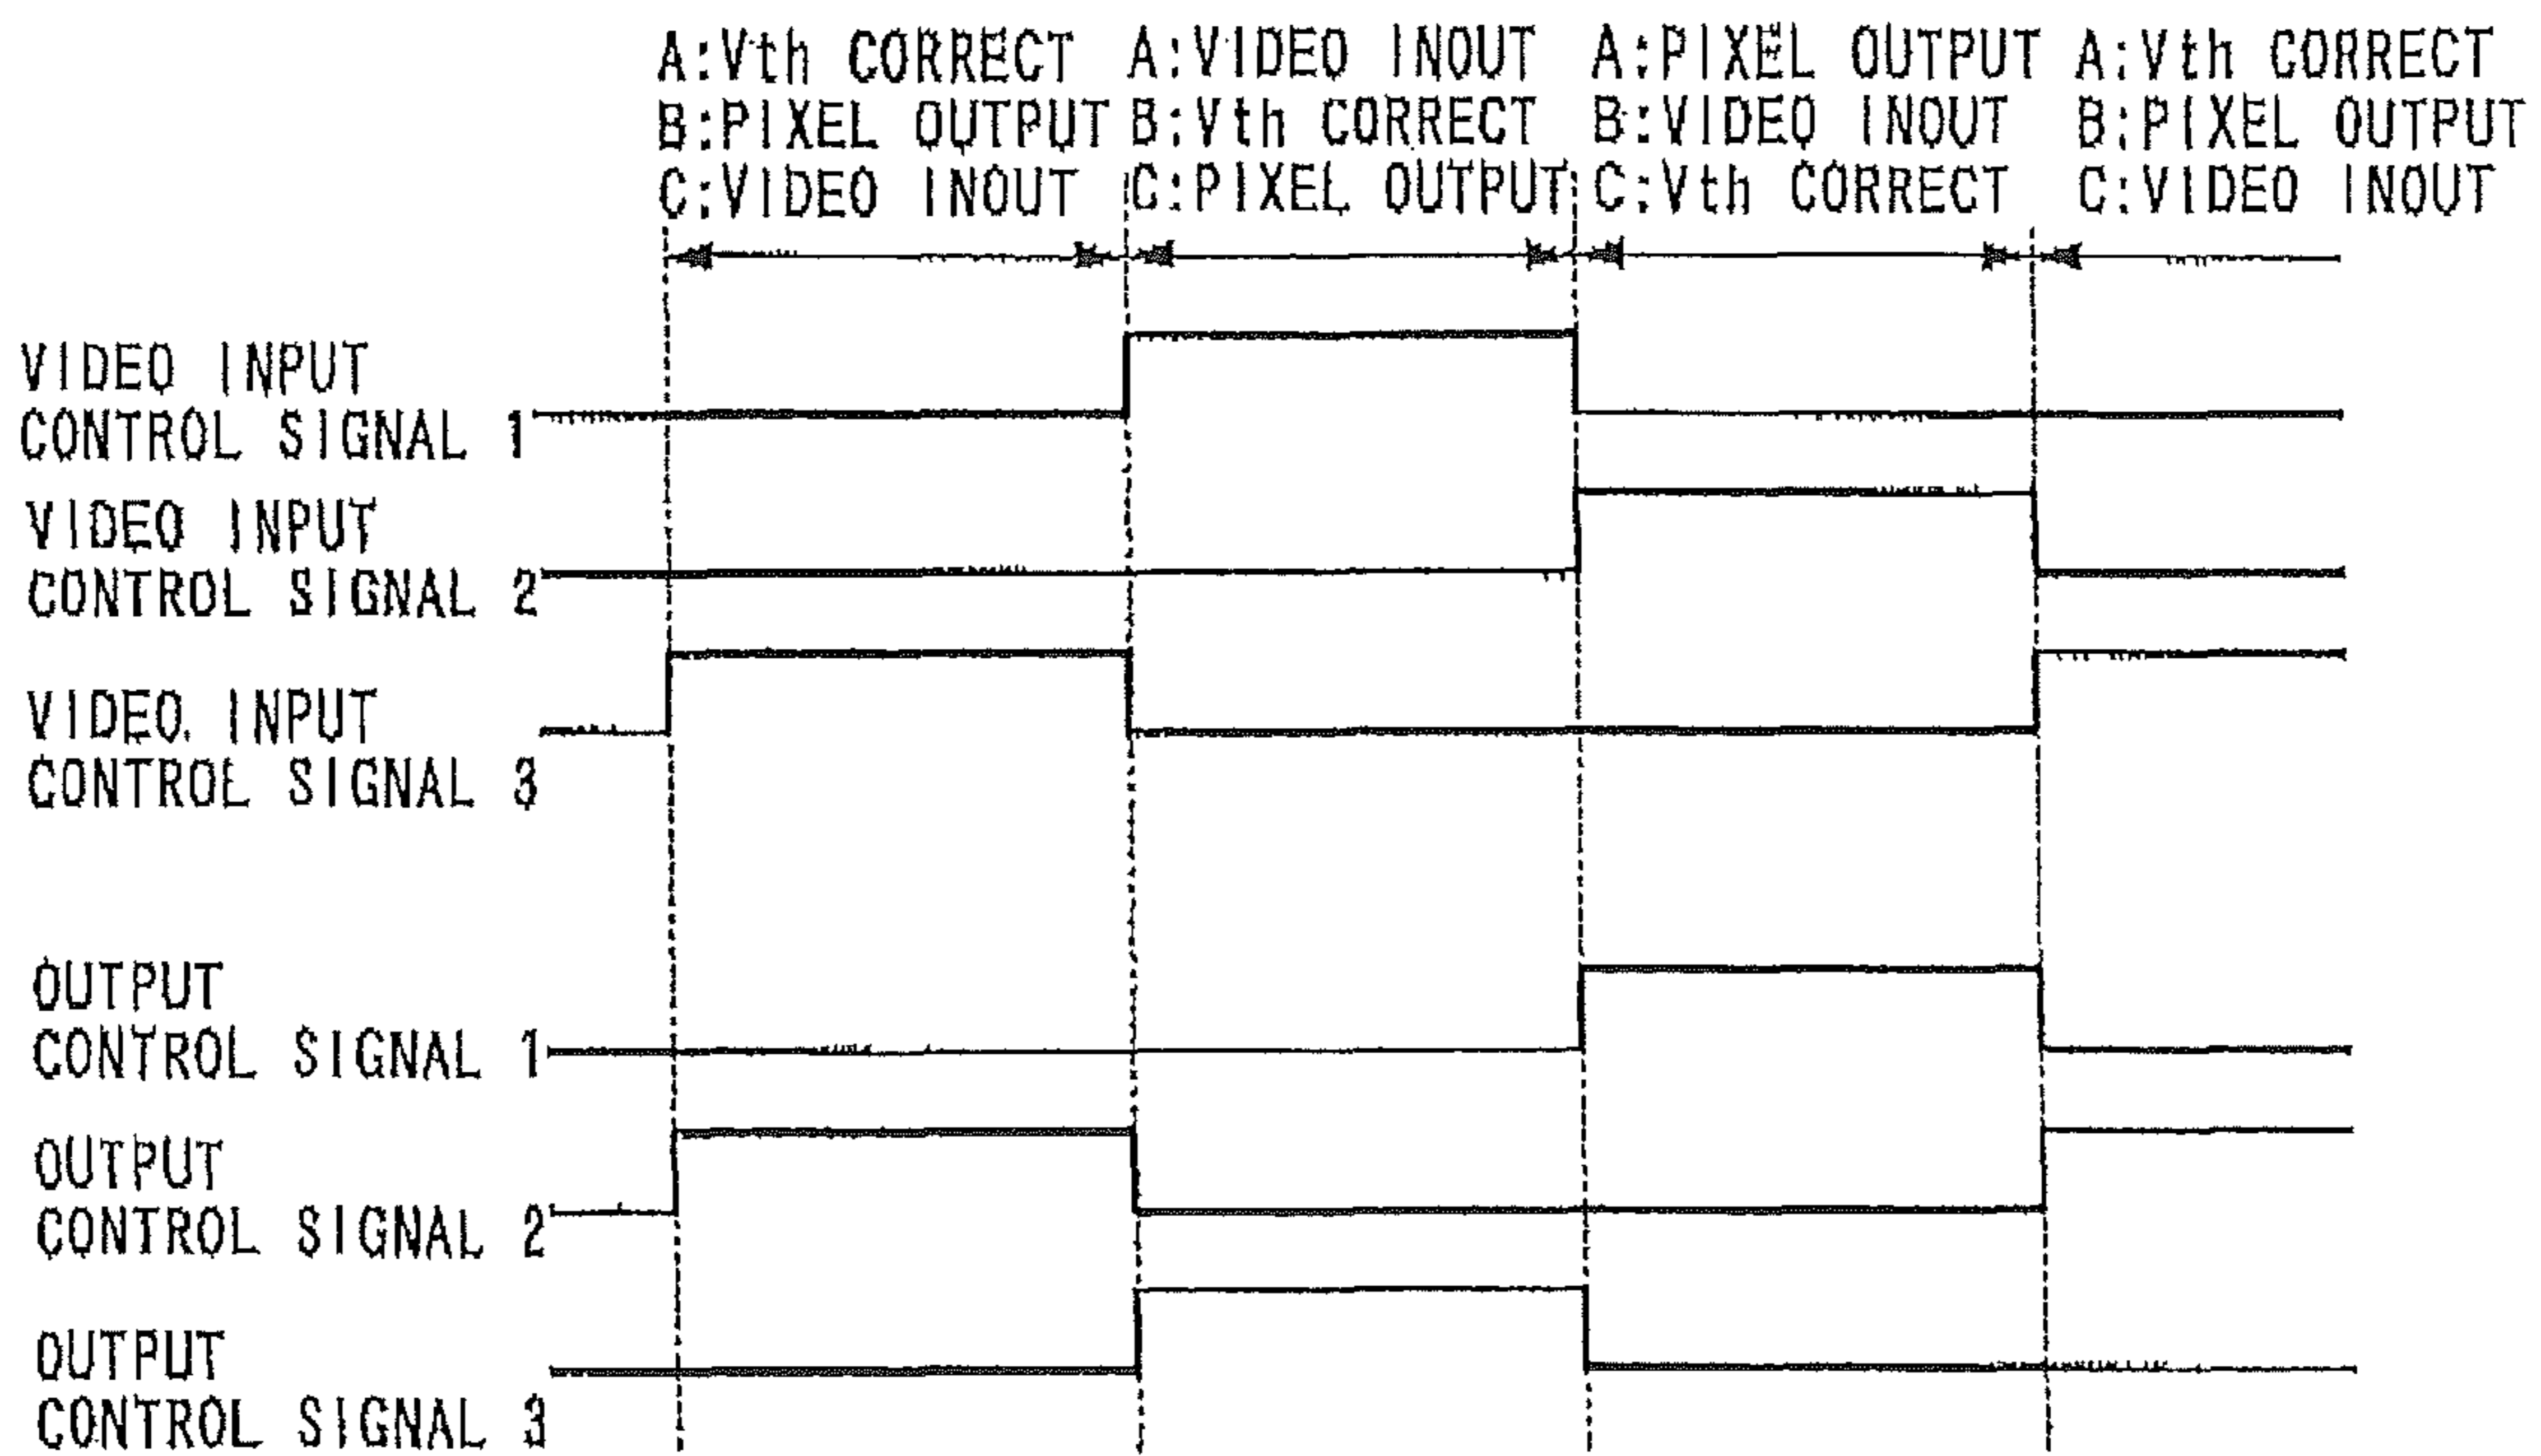 A:Vth CORRECT
B:PIXEL OUTPUT
C:VIDEO INOUT
A:VIDEO INOUT
B:Vth CORRECT
C:PIXEL OUTPUT
A:PIXEL OUTPUT
B:VIDEO INOUT
C:Vth CORRECT
A:Vth CORRECT
B:PIXEL OUTPUT
C:VIDEO INOUT
VIDEO INPUT
CONTROL SIGNAL 1
VIDEO INPUT
CONTROL SIGNAL 2
VIDEO INPUT
CONTROL SIGNAL 3
OUTPUT
CONTROL SIGNAL 1
OUTPUT
CONTROL SIGNAL 2
OUTPUT
CONTROL SIGNAL 3